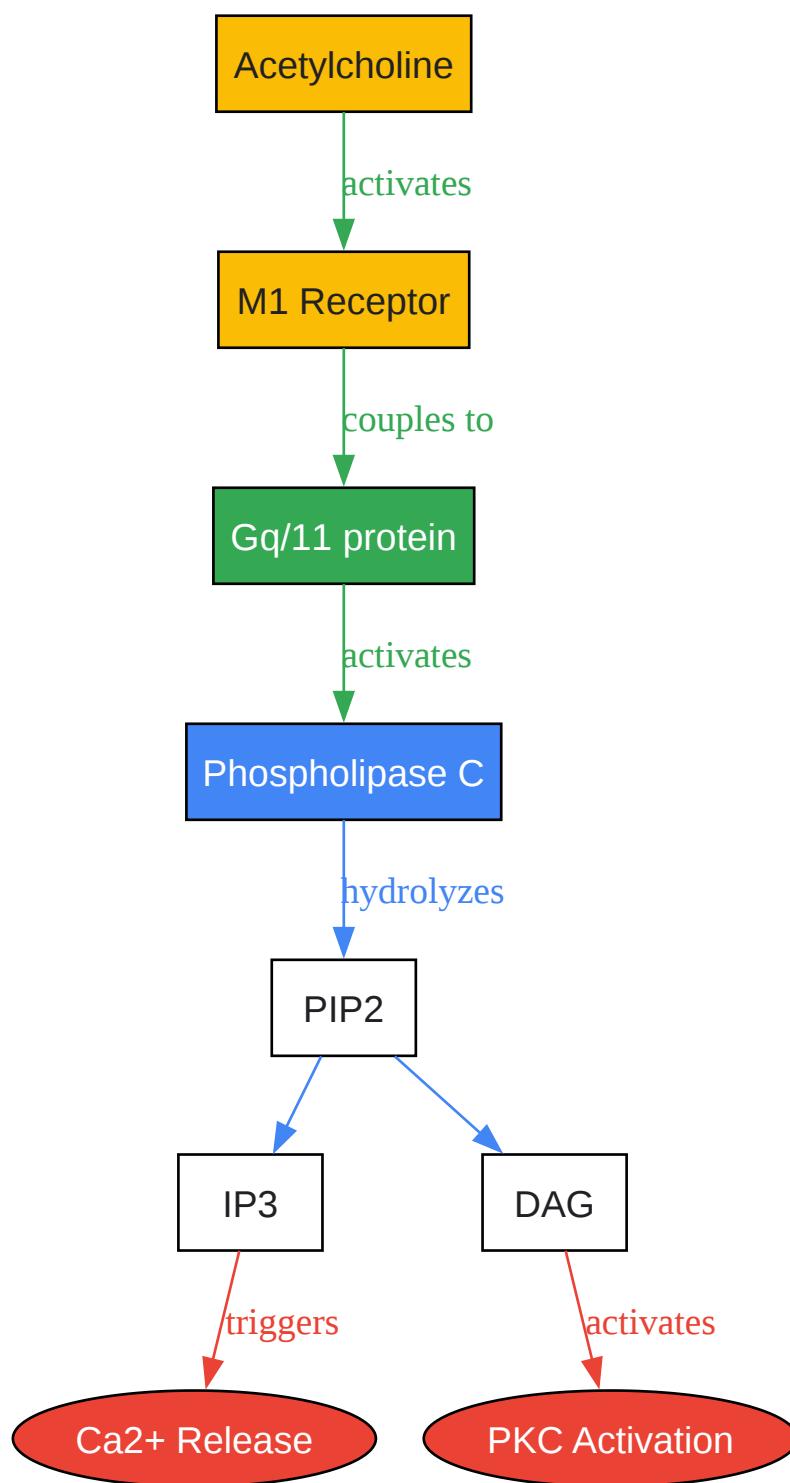 Acetylcholine
activates
M1 Receptor
couples to
Gq/11 protein
activates
Phospholipase C
hydrolyzes
PIP2
IP3
DAG
triggers
activates
Ca2+ Release
PKC Activation